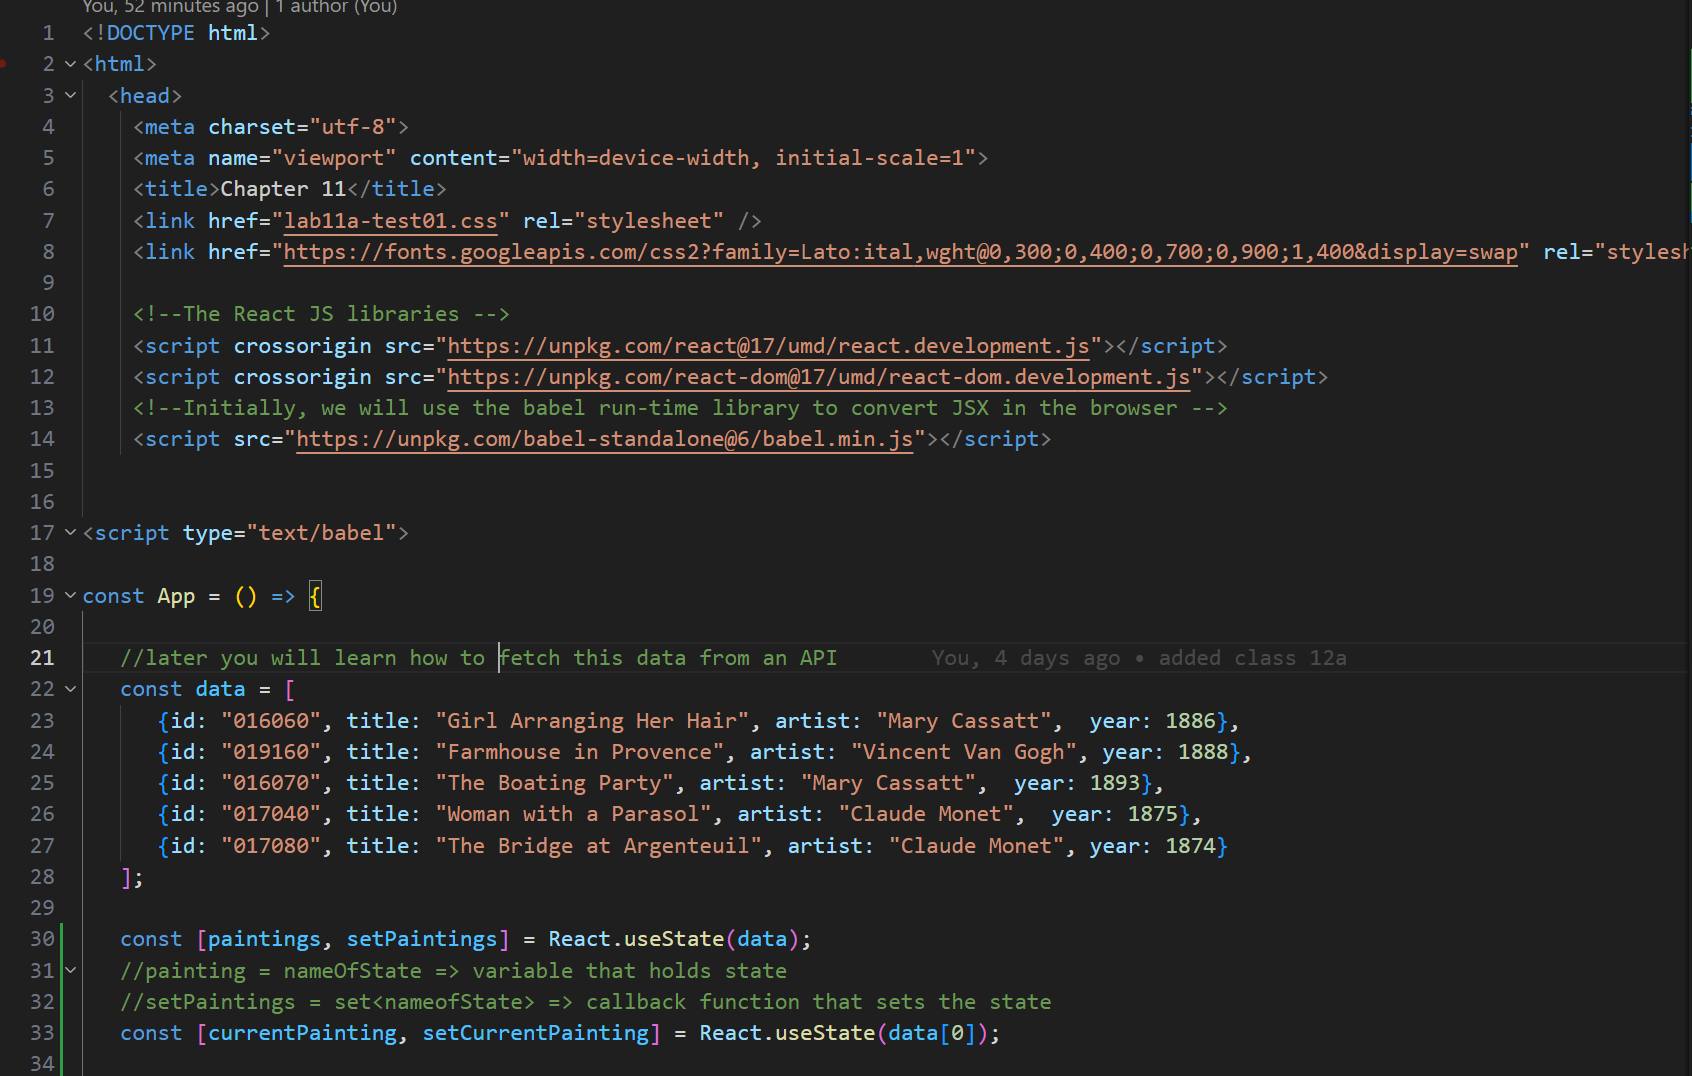 You, 52 minutes ago | 1 author (You)
1 <!DOCTYPE html>
2 <html>
3 <head>
4 <meta charset="utf-8">
5 <meta name="viewport" content="width=device-width, initial-scale=1">
6 <title>Chapter 11</title>
7 <link href="lab11a-test01.css" rel="stylesheet" />
8 <link href="https://fonts.googleapis.com/css2?family=Lato:ital,wght@0,300;0,400;0,700;0,900;1,400&display=swap" rel="stylesh
9
10 <!--The React JS libraries -->
11 <script crossorigin src="https://unpkg.com/react@17/umd/react.development.js"></script>
12 <script crossorigin src="https://unpkg.com/react-dom@17/umd/react-dom.development.js"></script>
13 <!--Initially, we will use the babel run-time library to convert JSX in the browser -->
14 <script src="https://unpkg.com/babel-standalone@6/babel.min.js"></script>
15
16
17 <script type="text/babel">
18
19 const App = () => {
20
21 //later you will learn how to fetch this data from an API You, 4 days ago • added class 12a
22 const data = [
23 {id: "016060", title: "Girl Arranging Her Hair", artist: "Mary Cassatt", year: 1886},
24 {id: "019160", title: "Farmhouse in Provence", artist: "Vincent Van Gogh", year: 1888},
25 {id: "016070", title: "The Boating Party", artist: "Mary Cassatt", year: 1893},
26 {id: "017040", title: "Woman with a Parasol", artist: "Claude Monet", year: 1875},
27 {id: "017080", title: "The Bridge at Argenteuil", artist: "Claude Monet", year: 1874}
28 ];
29
30 const [paintings, setPaintings] = React.useState(data);
31 //painting = nameOfState => variable that holds state
32 //setPaintings = set<nameofState> => callback function that sets the state
33 const [currentPainting, setCurrentPainting] = React.useState(data[0]);
34